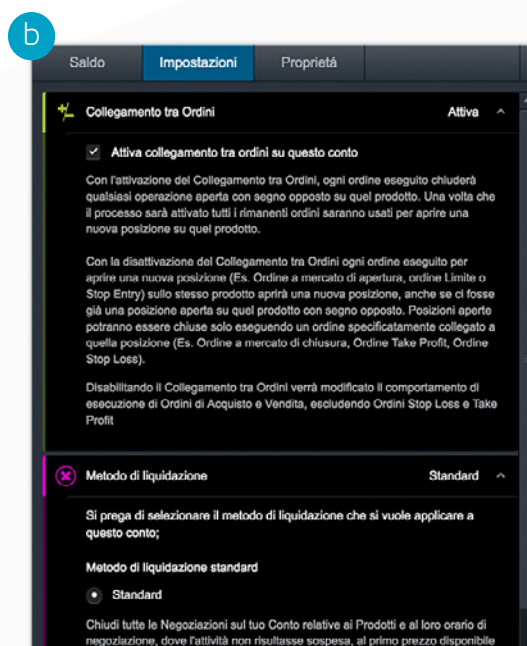 b
Saldo Impostazioni Proprietá
Collegamento tra Ordini Attiva
Attiva collegamento tra ordini su questo conto
Con l'attivazione del Collegamento tra Ordini, ogni ordine eseguito chiuderà
qualsiasi operazione aperta con segno opposto su quel prodotto. Una volta che
il processo sarà attivato tutti i rimanenti ordini saranno usati per aprire una
nuova posizione su quel prodotto.
Con la disattivazione del Collegamento tra Ordini ogni ordine eseguito per
aprire una nuova posizione (Es. Ordine a mercato di apertura, ordine Limite o
Stop Entry) sullo stesso prodotto aprirà una nuova posizione, anche se ci fosse
già una posizione aperta su quel prodotto con segno opposto. Posizioni aperte
potranno essere chiuse solo eseguendo un ordine specificatamente collegato a
quella posizione (Es. Ordine a mercato di chiusura, Ordine Take Profit, Ordine
Stop Loss).
Disabilitando il Collegamento tra Ordini verrà modificato il comportamento di
esecuzione di Ordini di Acquisto e Vendita, escludendo Ordini Stop Loss e Take
Profit
Metodo di liquidazione Standard
Si prega di selezionare il metodo di liquidazione che si vuole applicare a
questo conto;
Metodo di liquidazione standard
Standard
Chiudi tutte le Negoziazioni sul tuo Conto relative ai Prodotti e al loro orario di
negoziazione, dove l'attività non risultasse sospesa, al primo prezzo disponibile